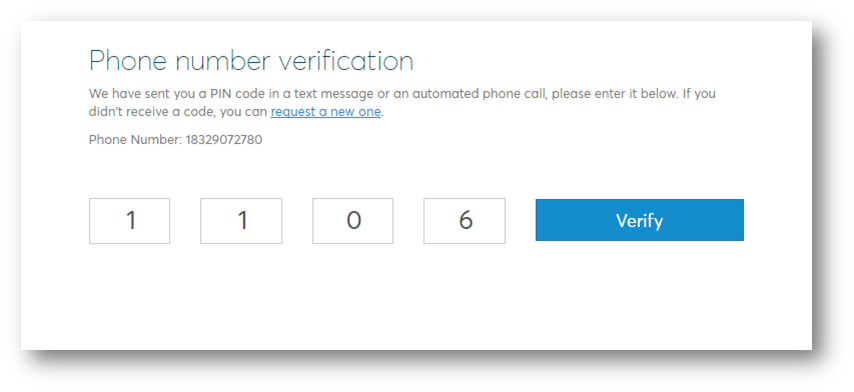 Phone number verification
We have sent you a PIN code in a text message or an automated phone call, please enter it below. If you
didn't receive a code, you can request a new one.
Phone Number: 18329072780
1 1 0 6 Verify